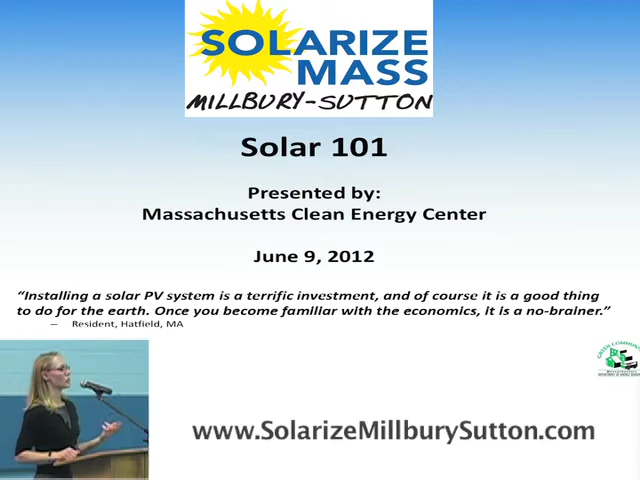 SOLARIZE
MASS
MILLBURY-SUTTON
Solar 101
Presented by:
Massachusetts Clean Energy Center
June 9, 2012
“Installing a solar PV system is a terrific investment, and of course it is a good thing
to do for the earth. Once you become familiar with the economics, it is a no-brainer.”
– Resident, Hatfield, MA
GREEN COMMUNI
www.SolarizeMillburySutton.com